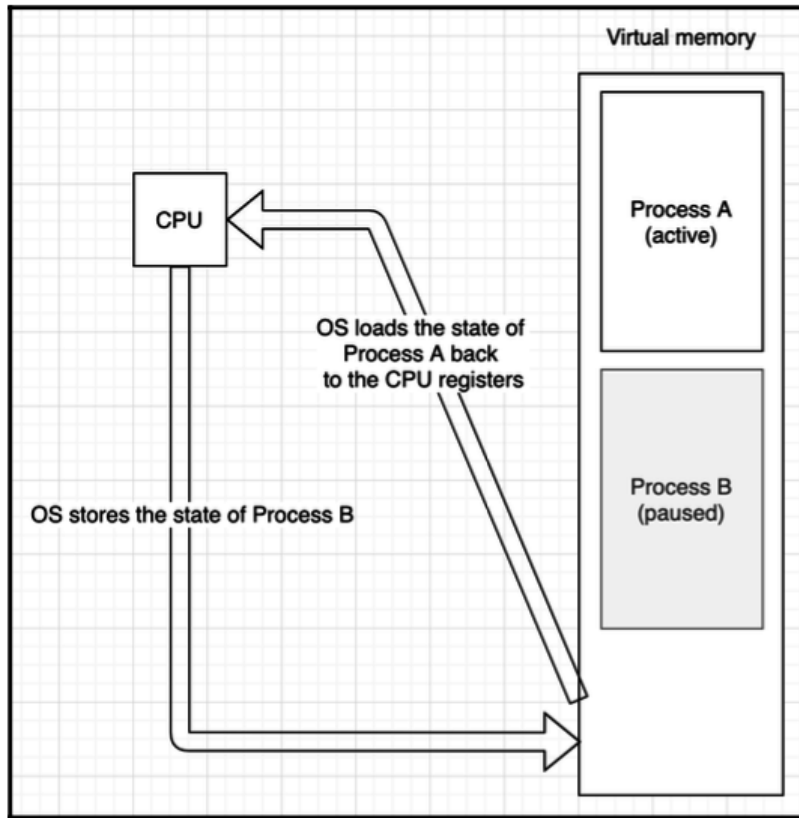 Virtual memory
CPU
Process A
(active)
OS loads the state of
Process A back
to the CPU registers
Process B
(paused)
OS stores the state of Process B